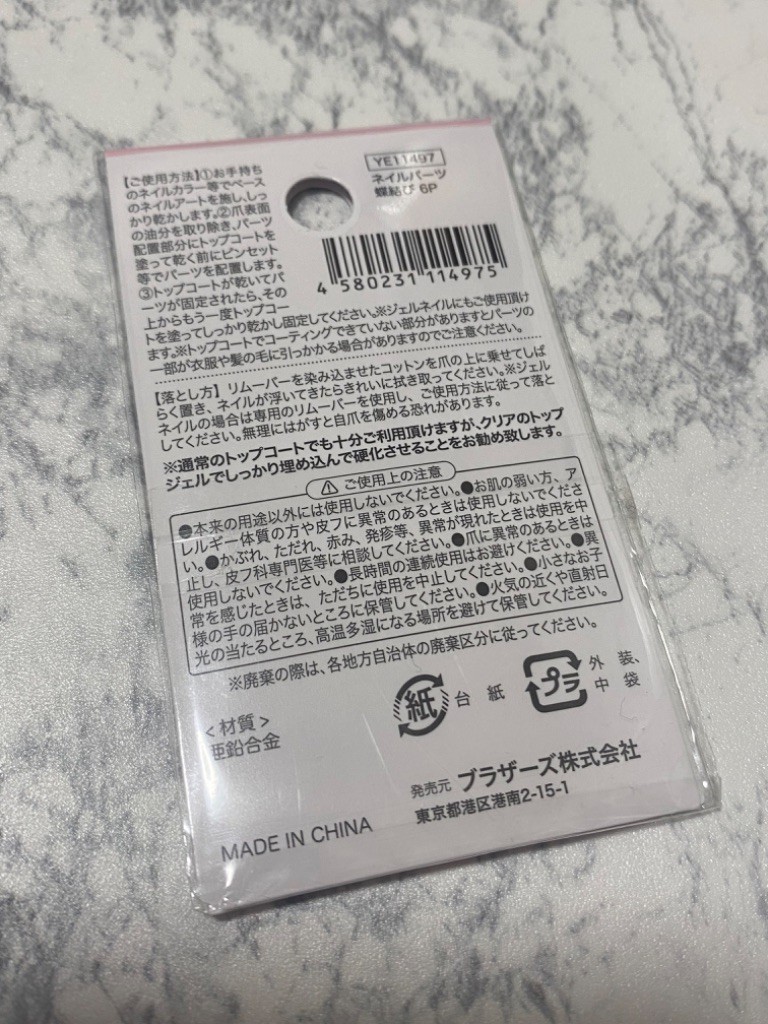 【ご使用方法】①お手持ち
のネイルカラー等でベース
のネイルアートを施し、しっ
かり乾かします。②爪表面
の油分を取り除き、パーツ
配置部分にトップコートを
塗って乾く前にピンセット
等でパーツを配置します。
③トップコートが乾いてパ
ーツが固定されたら、その
上からもう一度トップコー
トを塗ってしっかり乾かし固定してください。※ジェルネイルにもご使用頂け
ます。※トップコートでコーティングできていない部分がありますとパーツの
一部が衣服や髪の毛に引っかかる場合がありますのでご注意ください。
YE11497
ネイルパーツ
蝶結び 6P
4 580231 114975
【落とし方】リムーバーを染み込ませたコットンを爪の上に乗せてしば
らく置き、ネイルが浮いてきたらきれいに拭き取ってください。※ジェル
ネイルの場合は専用のリムーバーを使用し、ご使用方法に従って落と
してください。無理にはがすと自爪を傷める恐れがあります。
※通常のトップコートでも十分ご利用頂けますが、クリアのトップ
ジェルでしっかり埋め込んで硬化させることをお勧め致します。
ご使用上の注意
●本来の用途以外には使用しないでください。●お肌の弱い方、ア
レルギー体質の方や皮フに異常のあるときは使用しないでくださ
い。●かぶれ、ただれ、赤み、発疹等、異常が現れたときは使用を中
止し、皮フ科専門医等に相談してください。●爪に異常のあるときは
使用しないでください。●長時間の連続使用はお避けください。●異
常を感じたときは、ただちに使用を中止してください。●小さなお子
様の手の届かないところに保管してください。●火気の近くや直射日
光の当たるところ、高温多湿になる場所を避けて保管してください。
※廃棄の際は、各地方自治体の廃棄区分に従ってください。
<材質>
亜鉛合金
紙 台 紙
プラ 外 装、
中 袋
発売元 ブラザーズ株式会社
東京都港区港南2-15-1
MADE IN CHINA